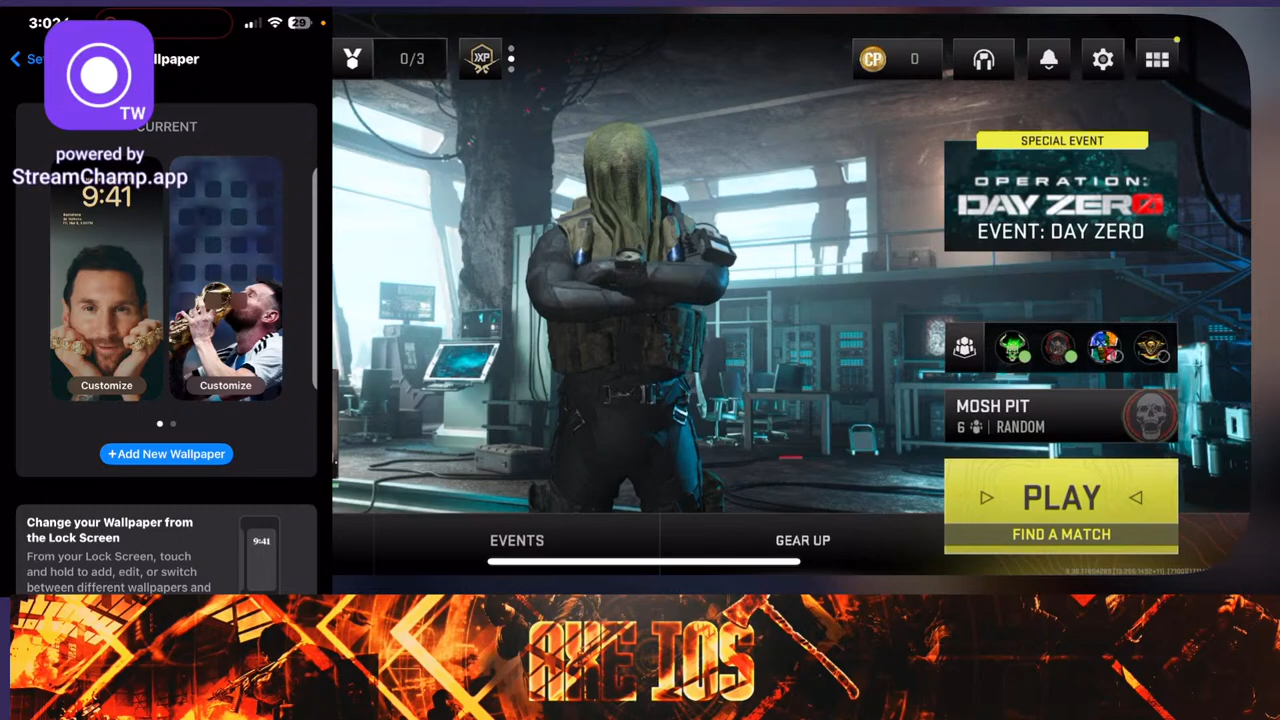 3:02
29
Wallpaper
TW
CURRENT
powered by
StreamChamp.app
9:41
Customize
Customize
+Add New Wallpaper
Change your Wallpaper from
the Lock Screen
9:41
From your Lock Screen, touch
and hold to add, edit, or switch
between different wallpapers and
0/3
XP
CP
0
SPECIAL EVENT
OPERATION:
DAY ZERO
EVENT: DAY ZERO
MOSH PIT
6 | RANDOM
PLAY
FIND A MATCH
EVENTS
GEAR UP
AXE IOS